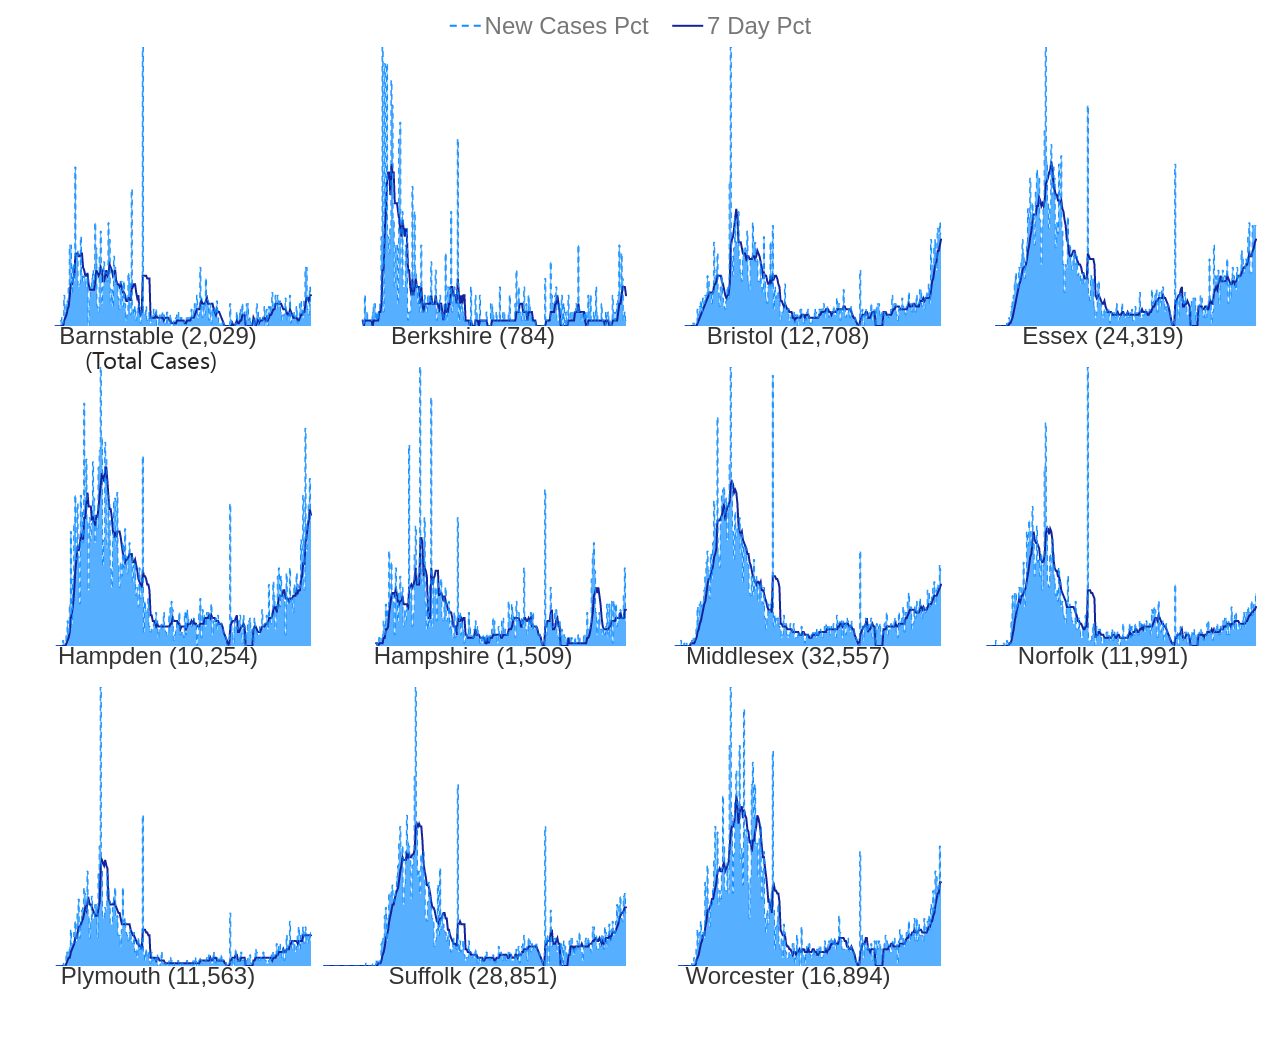 New Cases Pct 7 Day Pct
Barnstable (2,029) Berkshire (784) Bristol (12,708) Essex (24,319)
(Total Cases)
Hampden (10,254) Hampshire (1,509) Middlesex (32,557) Norfolk (11,991)
Plymouth (11,563) Suffolk (28,851) Worcester (16,894)